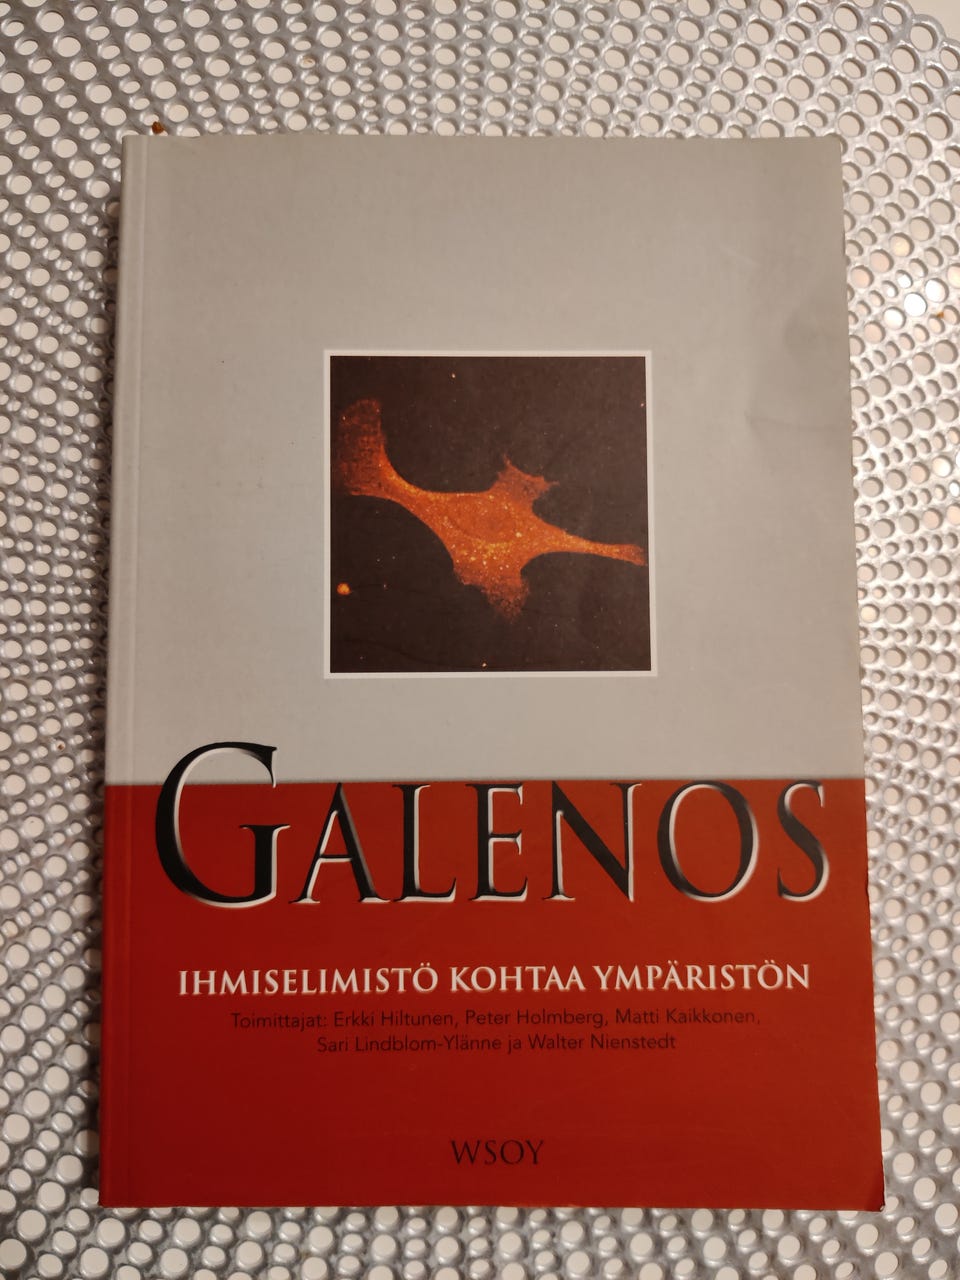 GALENOS
IHMISELIMISTÖ KOHTAA YMPÄRISTÖN
Toimittajat: Erkki Hiltunen, Peter Holmberg, Matti Kaikkonen,
Sari Lindblom-Ylänne ja Walter Nienstedt
WSOY